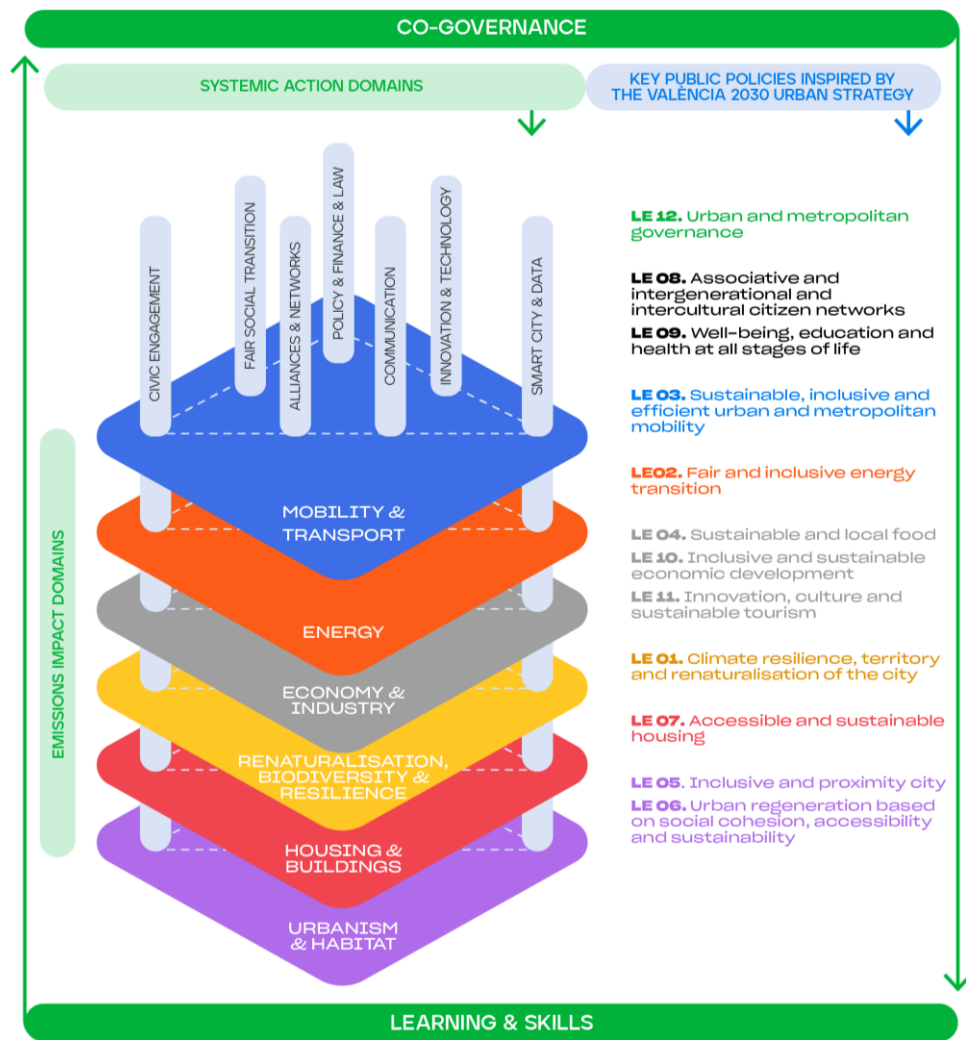 CO-GOVERNANCE
SYSTEMIC ACTION DOMAINS
KEY PUBLIC POLICIES INSPIRED BY
THE VALÈNCIA 2030 URBAN STRATEGY
CIVIC ENGAGEMENT
FAIR SOCIAL TRANSITION
ALLIANCES & NETWORKS
POLICY & FINANCE & LAW
COMMUNICATION
INNOVATION & TECHNOLOGY
SMART CITY & DATA
EMISSIONS IMPACT DOMAINS
MOBILITY &
TRANSPORT
ENERGY
ECONOMY &
INDUSTRY
RENATURALISATION,
BIODIVERSITY &
RESILIENCE
HOUSING &
BUILDINGS
URBANISM
& HABITAT
LE 12. Urban and metropolitan
governance
LE 08. Associative and
intergenerational and
intercultural citizen networks
LE 09. Well-being, education and
health at all stages of life
LE 03. Sustainable, inclusive and
efficient urban and metropolitan
mobility
LE02. Fair and inclusive energy
transition
LE 04. Sustainable and local food
LE 10. Inclusive and sustainable
economic development
LE 11. Innovation, culture and
sustainable tourism
LE 01. Climate resilience, territory
and renaturalisation of the city
LE 07. Accessible and sustainable
housing
LE 05. Inclusive and proximity city
LE 06. Urban regeneration based
on social cohesion, accessibility
and sustainability
LEARNING & SKILLS